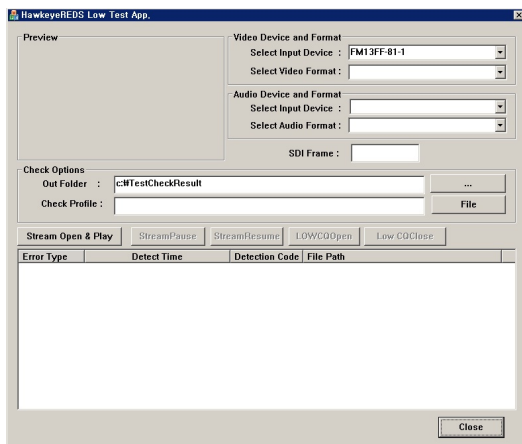 HawkeyeREDS Low Test App.
Preview
Video Device and Format
Select Input Device : FM13FF-81-1
Select Video Format :
Audio Device and Format
Select Input Device :
Select Audio Format :
SDI Frame :
Check Options
Out Folder : c:#TestCheckResult ...
Check Profile : File
Stream Open & Play StreamPause StreamResume LOWCQOpen Low CQClose
Error Type Detect Time Detection Code File Path
Close